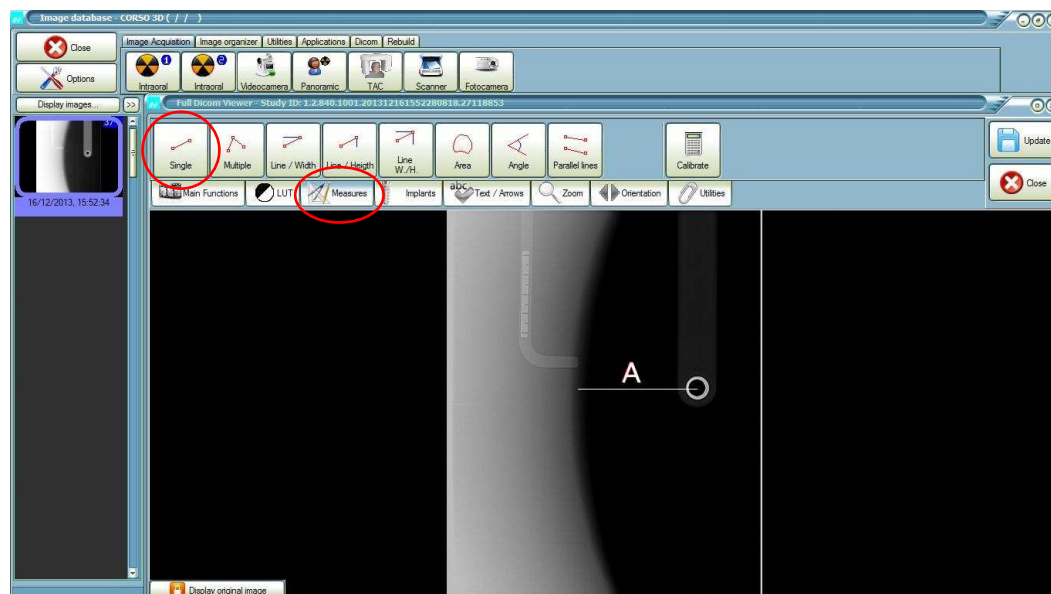 Image database - CORSO 3D ( / / )
Close
Options
Image Acquisition Image organizer Utilities Applications Dicom Rebuild
Intraoral Intraoral Videocamera Panoramic TAC Scanner Fotocamera
Display images... >>
Full Dicom Viewer - Study ID: 1.2.840.1001.201312161552280818.27118853
37
16/12/2013, 15:52:34
Single Multiple Line / Width Line / Heigth Line W./H. Area Angle Parallel lines Calibrate
Update
Close
Main Functions LUT Measures Implants abc Text / Arrows Zoom Orientation Utilities
A
Display original image